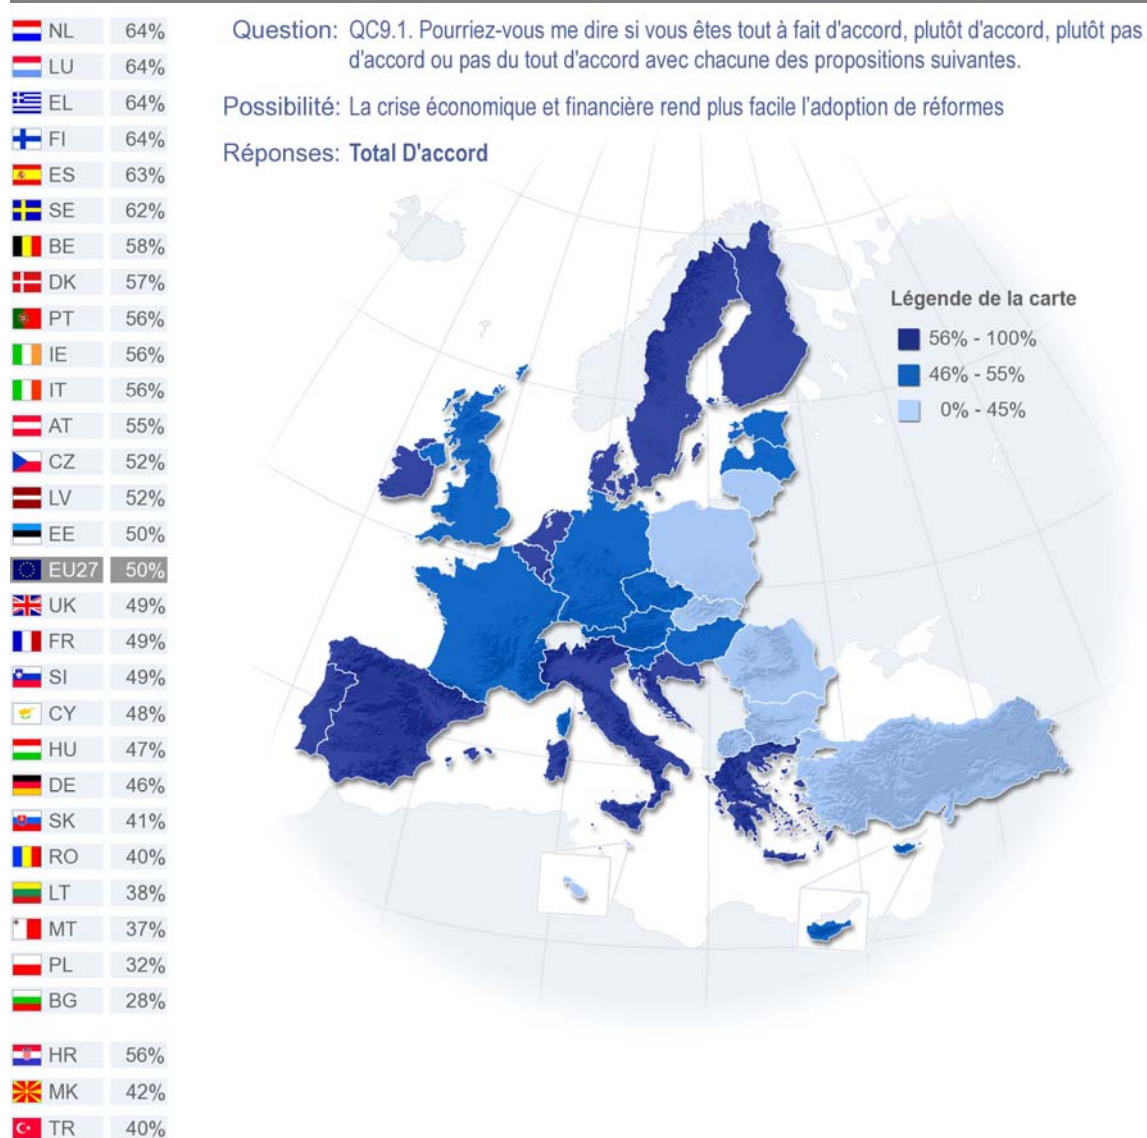 NL 64%
LU 64%
EL 64%
FI 64%
ES 63%
SE 62%
BE 58%
DK 57%
PT 56%
IE 56%
IT 56%
AT 55%
CZ 52%
LV 52%
EE 50%
EU27 50%
UK 49%
FR 49%
SI 49%
CY 48%
HU 47%
DE 46%
SK 41%
RO 40%
LT 38%
MT 37%
PL 32%
BG 28%
HR 56%
MK 42%
TR 40%
Question: QC9.1. Pourriez-vous me dire si vous êtes tout à fait d'accord, plutôt d'accord, plutôt pas
d'accord ou pas du tout d'accord avec chacune des propositions suivantes.
Possibilité: La crise économique et financière rend plus facile l'adoption de réformes
Réponses: Total D'accord
Légende de la carte
56% - 100%
46% - 55%
0% - 45%